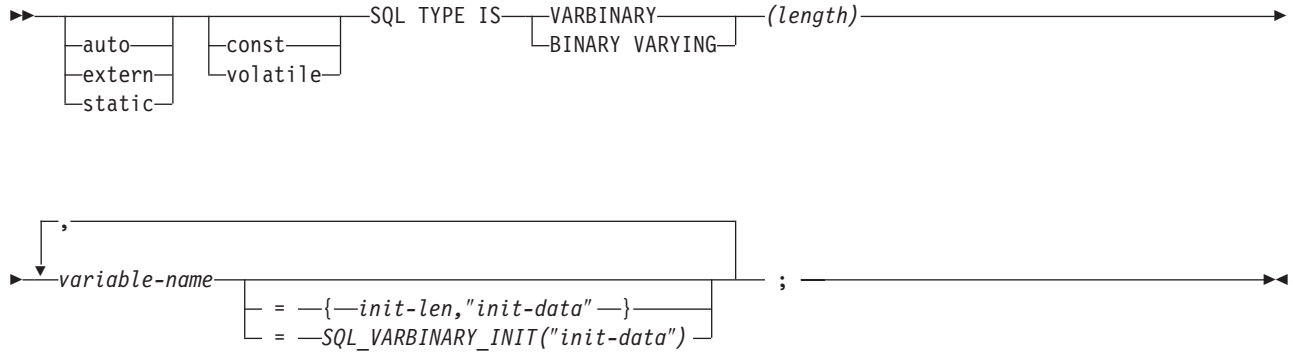 SQL TYPE IS VARBINARY (length)
auto const BINARY VARYING
extern volatile
static
,
variable-name ;
= { init-len,"init-data" }
= SQL_VARBINARY_INIT("init-data")